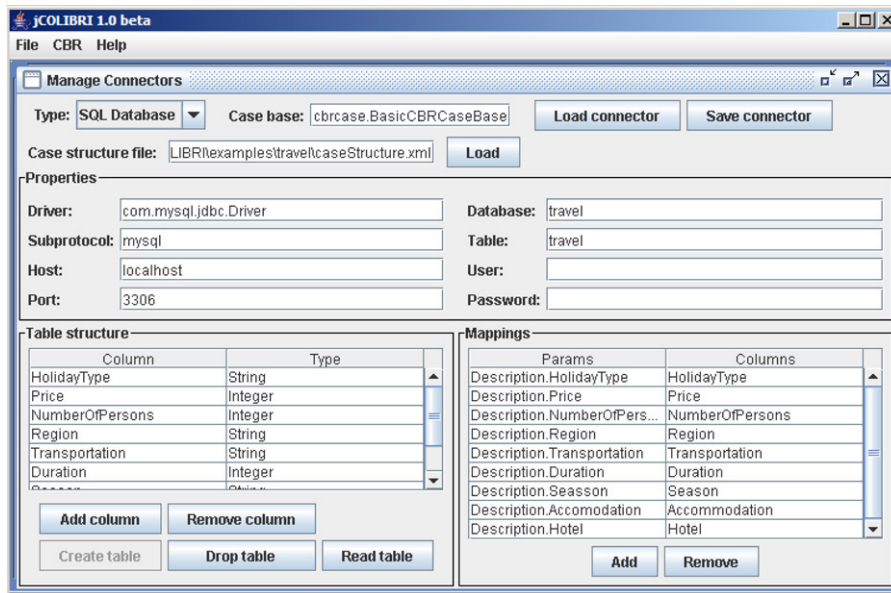 jCOLIBRI 1.0 beta
File CBR Help
Manage Connectors
Type: SQL Database Case base: cbrcase.BasicCBRCaseBase Load connector Save connector
Case structure file: LIBRI\examples\travel\caseStructure.xml Load
Properties
Driver: com.mysql.jdbc.Driver Database: travel
Subprotocol: mysql Table: travel
Host: localhost User:
Port: 3306 Password:
Table structure Mappings
Column Type Params Columns
HolidayType String Description.HolidayType HolidayType
Price Integer Description.Price Price
NumberOfPersons Integer Description.NumberOfPers... NumberOfPersons
Region String Description.Region Region
Transportation String Description.Transportation Transportation
Duration Integer Description.Duration Duration
Description.Seasson Season
Description.Accomodation Accommodation
Description.Hotel Hotel
Add column Remove column
Create table Drop table Read table Add Remove